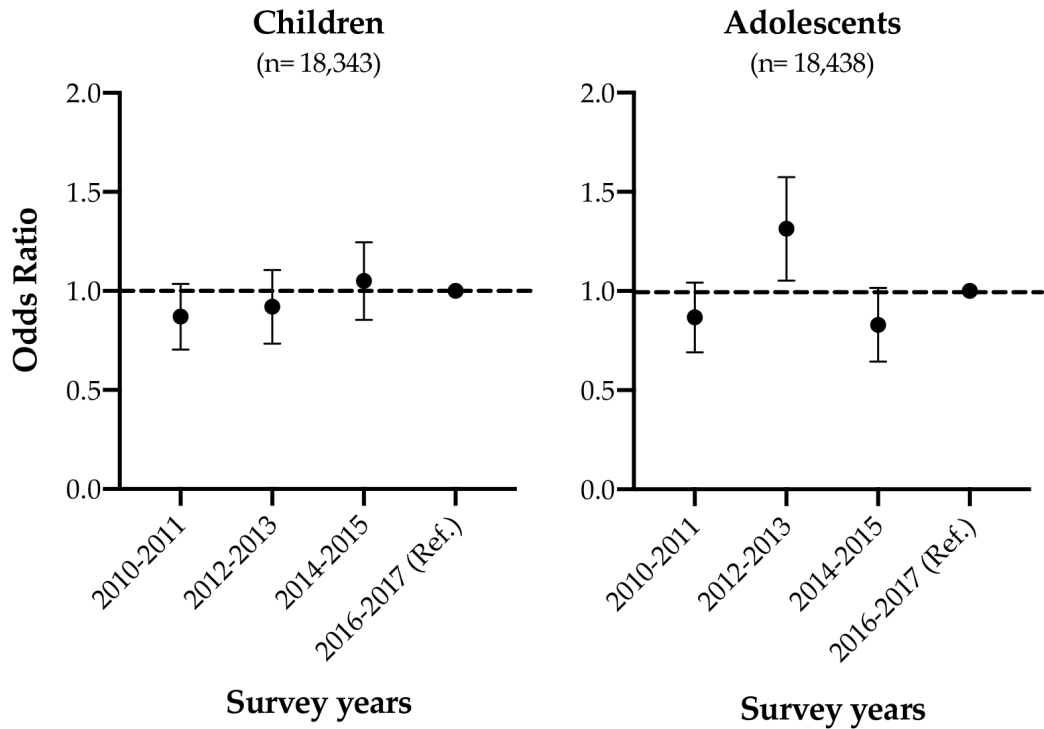 Children
(n= 18,343)
Odds Ratio
2.0
1.5
1.0
0.5
0.0
2010-2011
2012-2013
2014-2015
2016-2017 (Ref.)
Survey years
Adolescents
(n= 18,438)
2.0
1.5
1.0
0.5
0.0
2010-2011
2012-2013
2014-2015
2016-2017 (Ref.)
Survey years